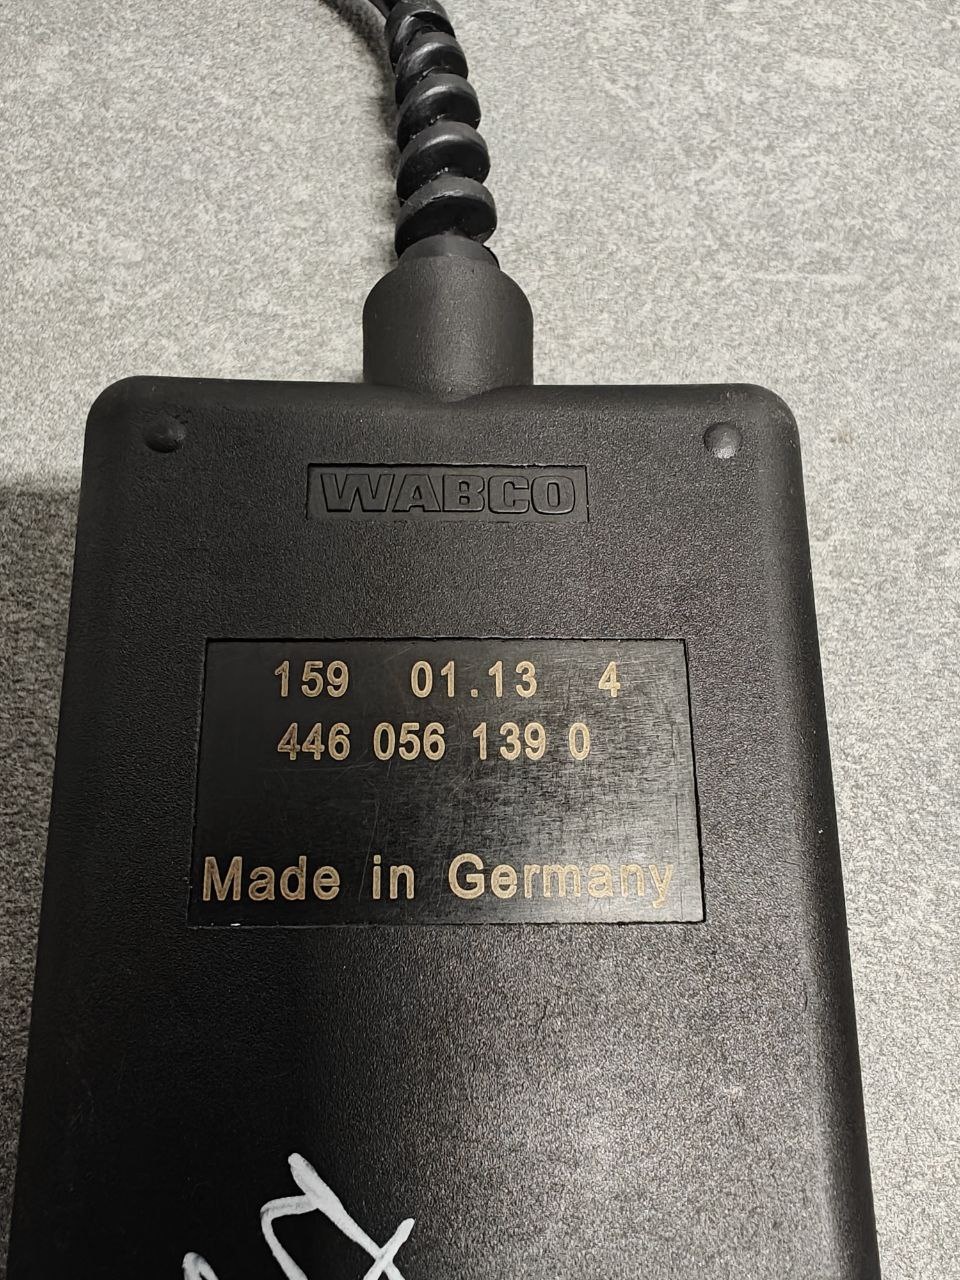 WABCO
159 01.13 4
446 056 139 0
Made in Germany